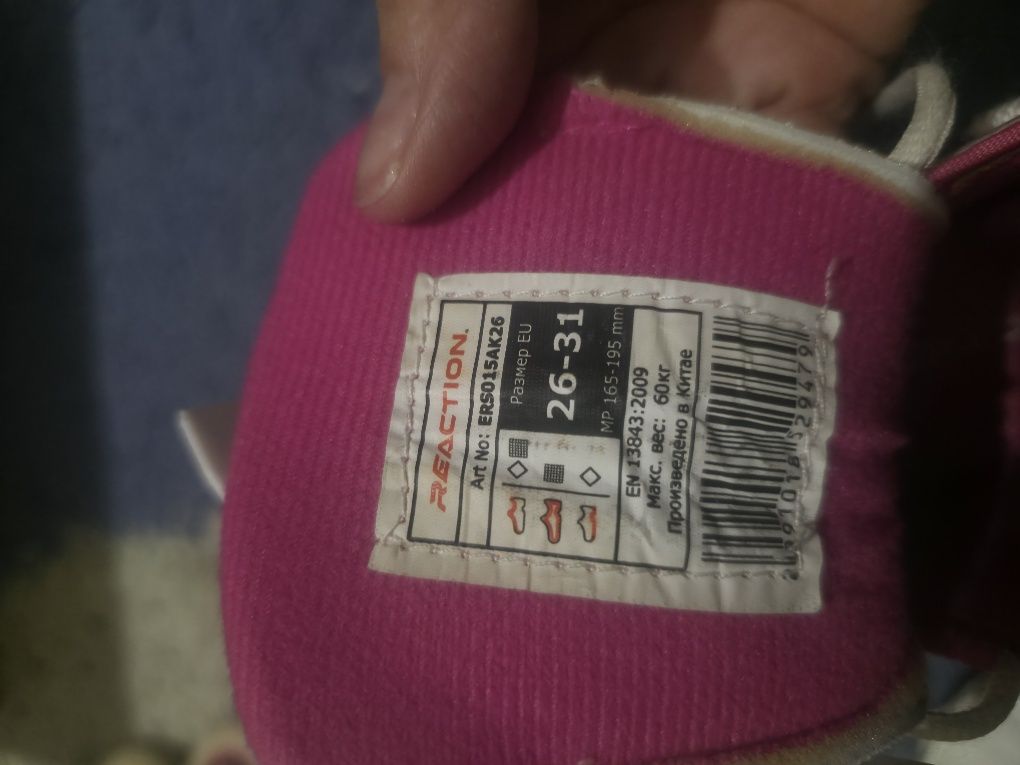 REACTION.
Art No: ERS015AK26
Размер EU
26-31
MP 165-195 mm
EN 13843:2009
Макс. вес: 60кг
Произведено в Китае